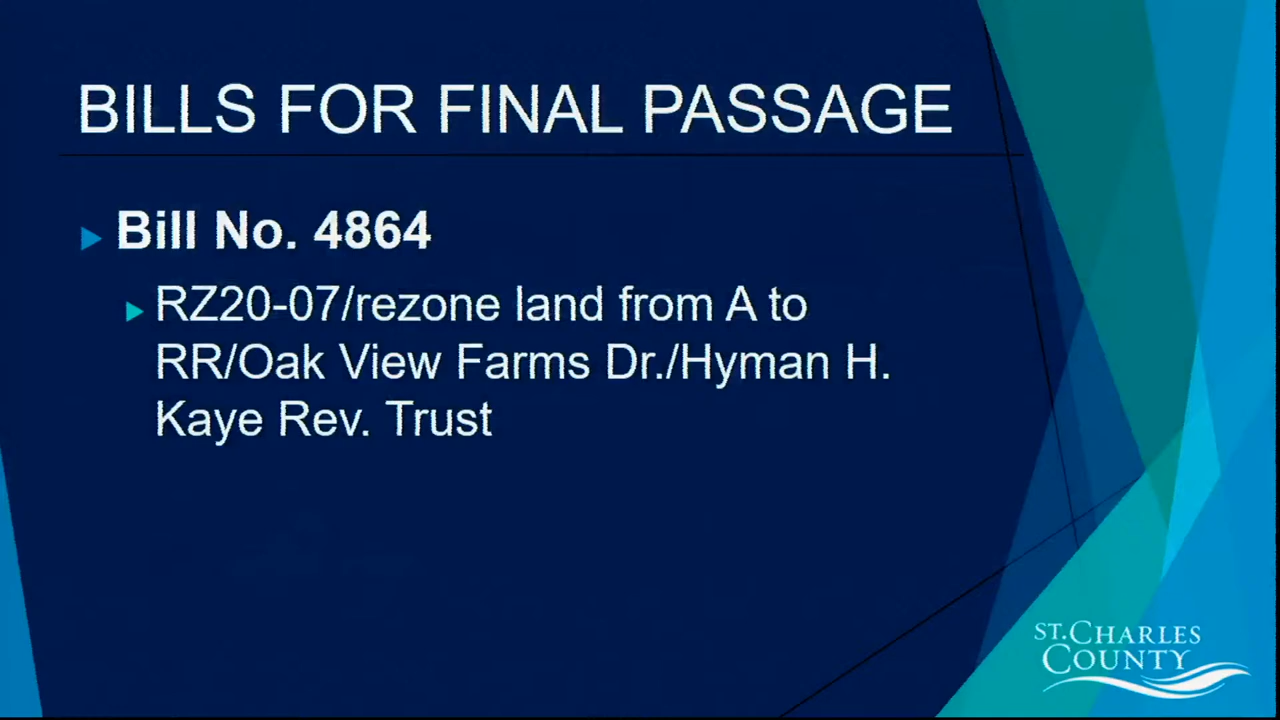 BILLS FOR FINAL PASSAGE
Bill No. 4864
RZ20-07/rezone land from A to
RR/Oak View Farms Dr./Hyman H.
Kaye Rev. Trust
ST. CHARLES
COUNTY